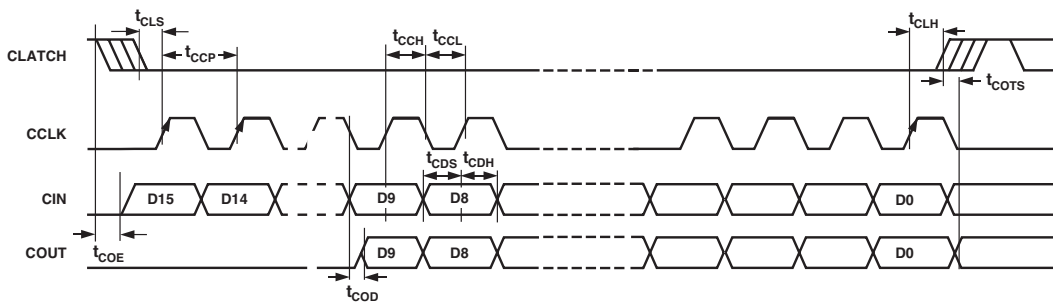 tCLS
tCCP
tCCH
tCCL
tCLH
CLATCH
tCOTS
CCLK
tCDS
tCDH
CIN
D15
D14
D9
D8
D0
tCOE
COUT
D9
D8
D0
tCOD